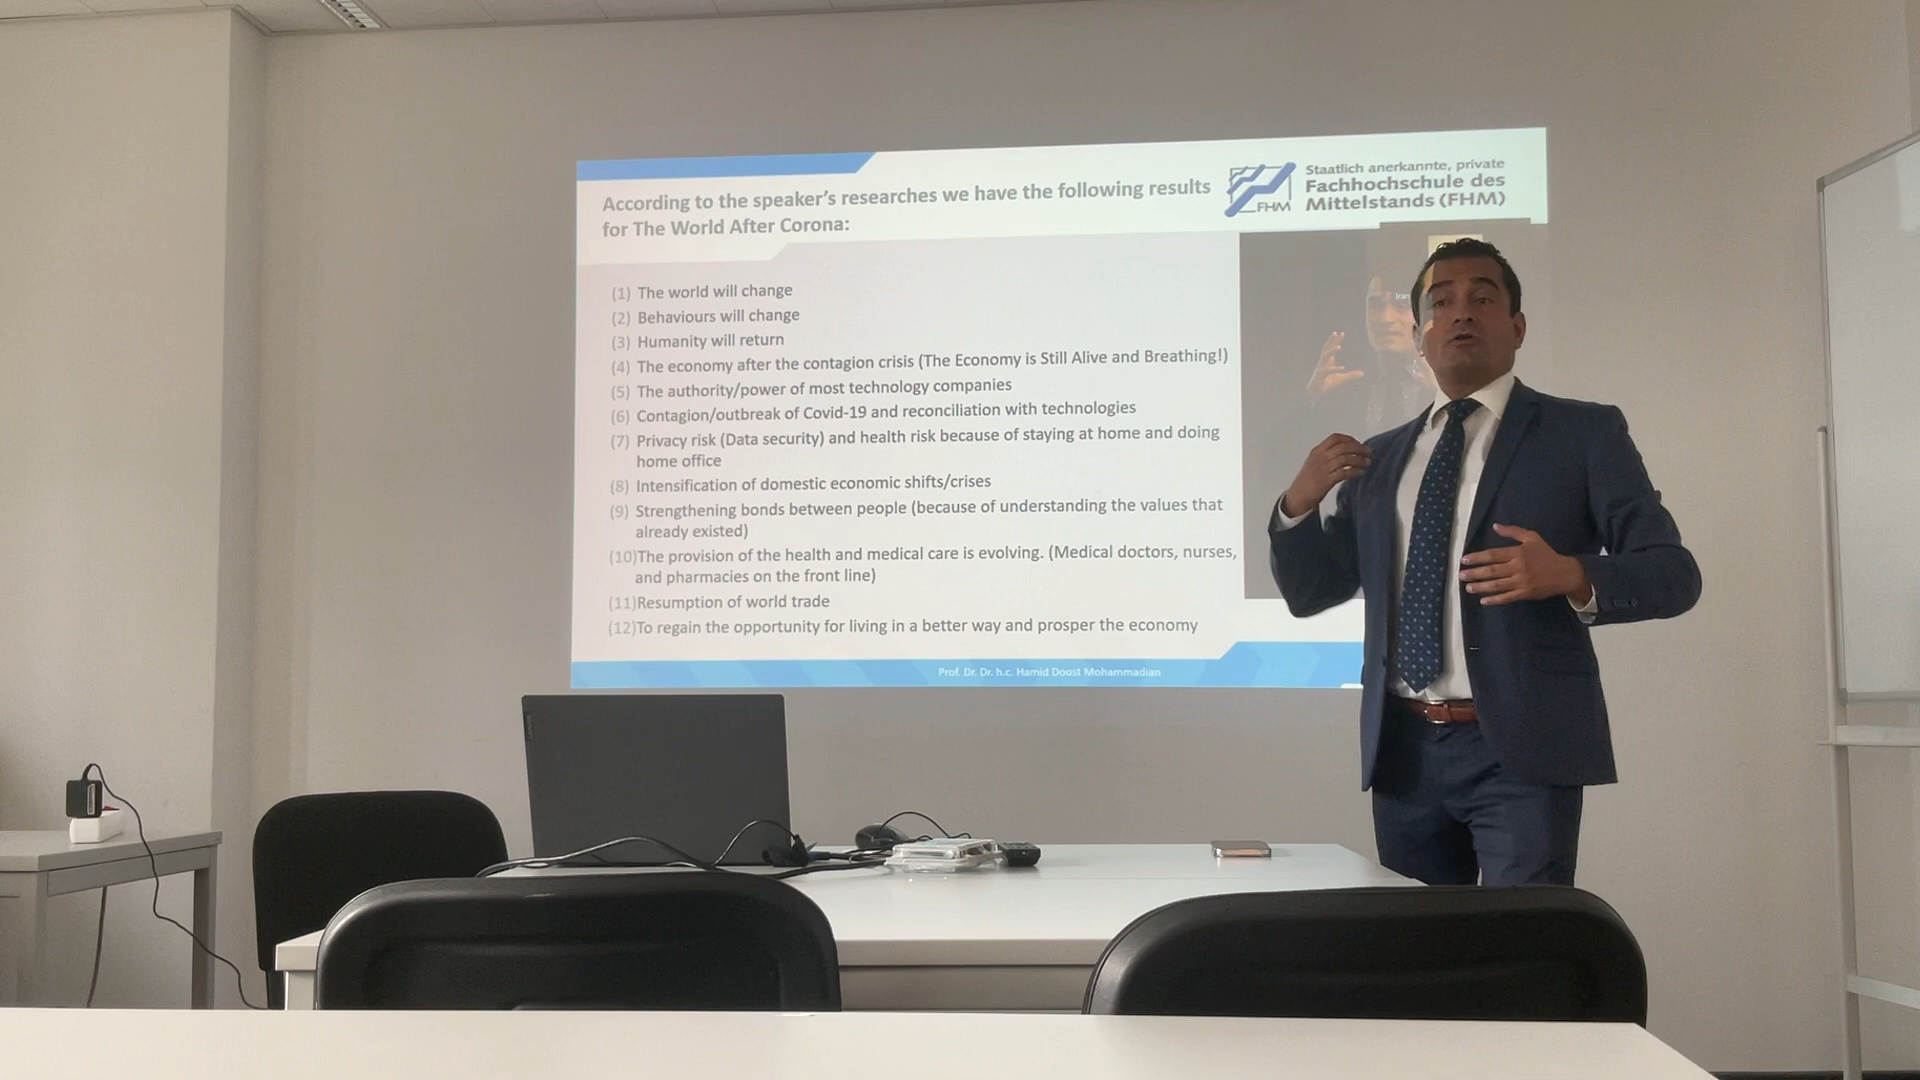 According to the speaker's researches we have the following results
for The World After Corona:
Staatlich anerkannte, private
Fachhochschule des
Mittelstands (FHM)
FHM
(1) The world will change
(2) Behaviours will change
(3) Humanity will return
(4) The economy after the contagion crisis (The Economy is Still Alive and Breathing!)
(5) The authority/power of most technology companies
(6) Contagion/outbreak of Covid-19 and reconciliation with technologies
(7) Privacy risk (Data security) and health risk because of staying at home and doing
home office
(8) Intensification of domestic economic shifts/crises
(9) Strengthening bonds between people (because of understanding the values that
already existed)
(10)The provision of the health and medical care is evolving. (Medical doctors, nurses,
and pharmacies on the front line)
(11)Resumption of world trade
(12)To regain the opportunity for living in a better way and prosper the economy
Prof. Dr. Dr. h.c. Hamid Doost Mohammadian
Iran